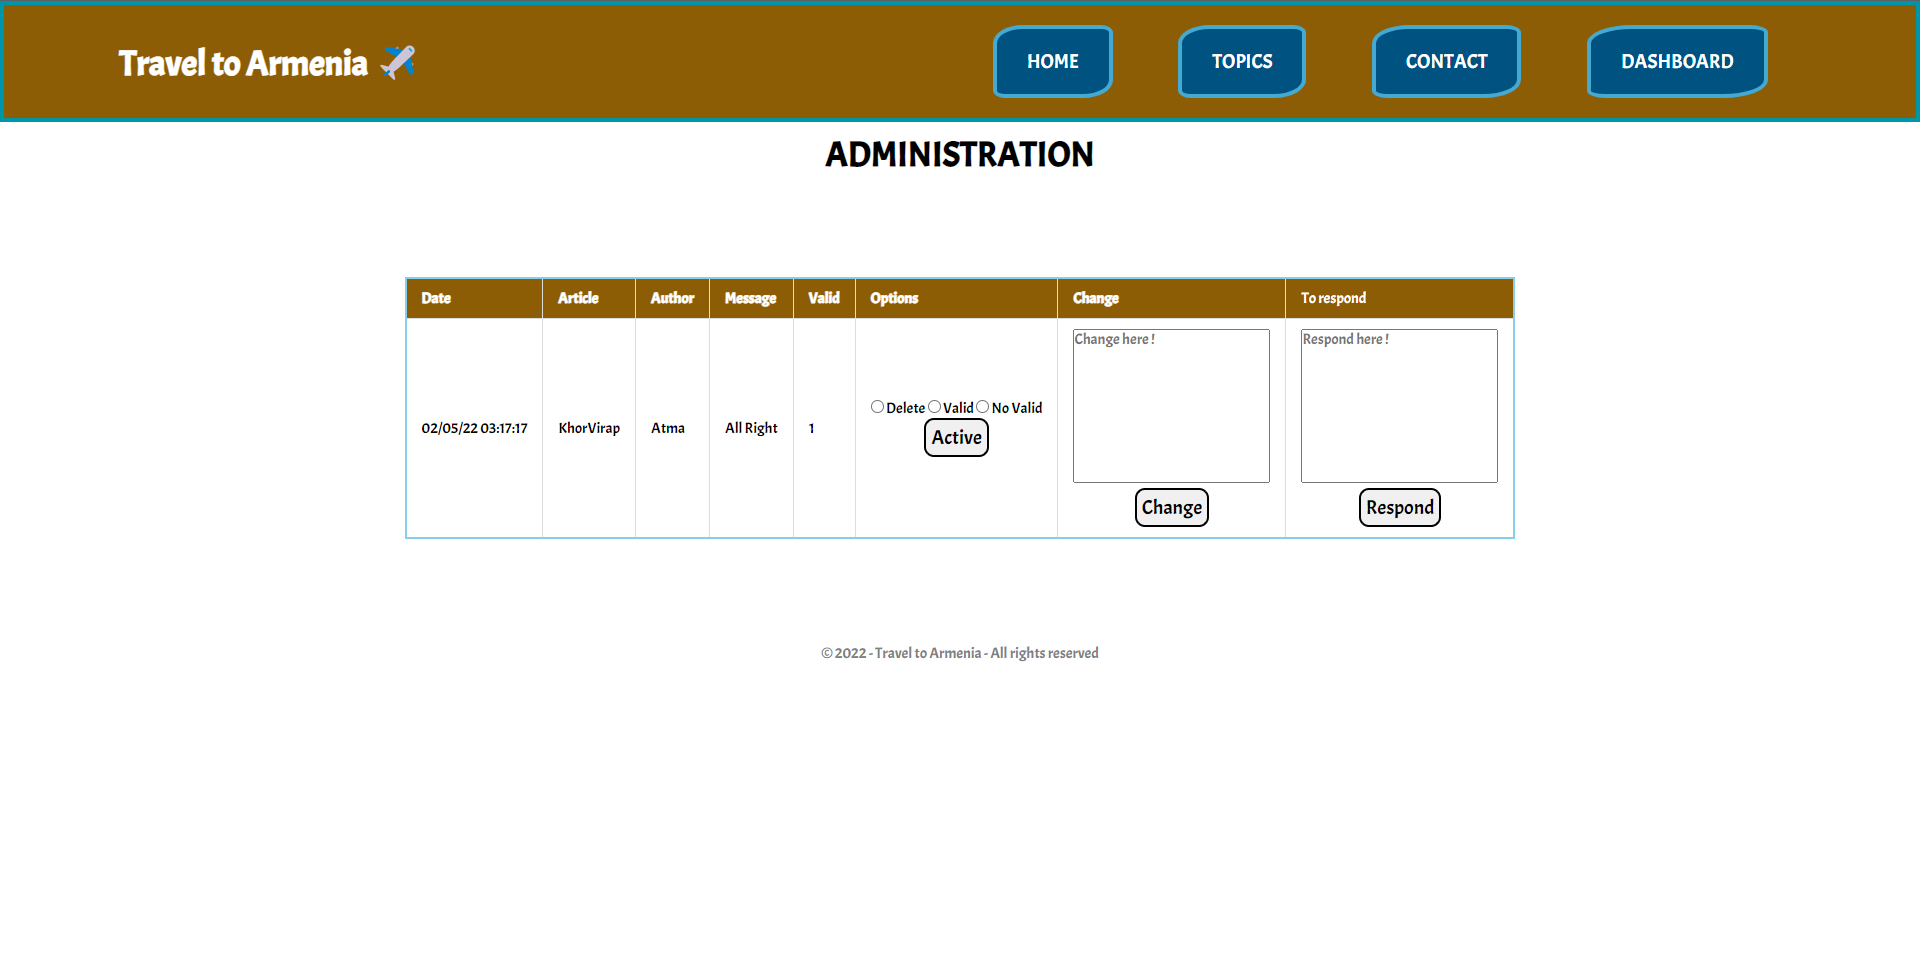 Travel to Armenia ✈️
HOME
TOPICS
CONTACT
DASHBOARD
ADMINISTRATION
Date Article Author Message Valid Options Change To respond
02/05/22 03:17:17 KhorVirap Atma All Right 1
Delete Valid No Valid
Active
Change here !
Change
Respond here !
Respond
© 2022 - Travel to Armenia - All rights reserved